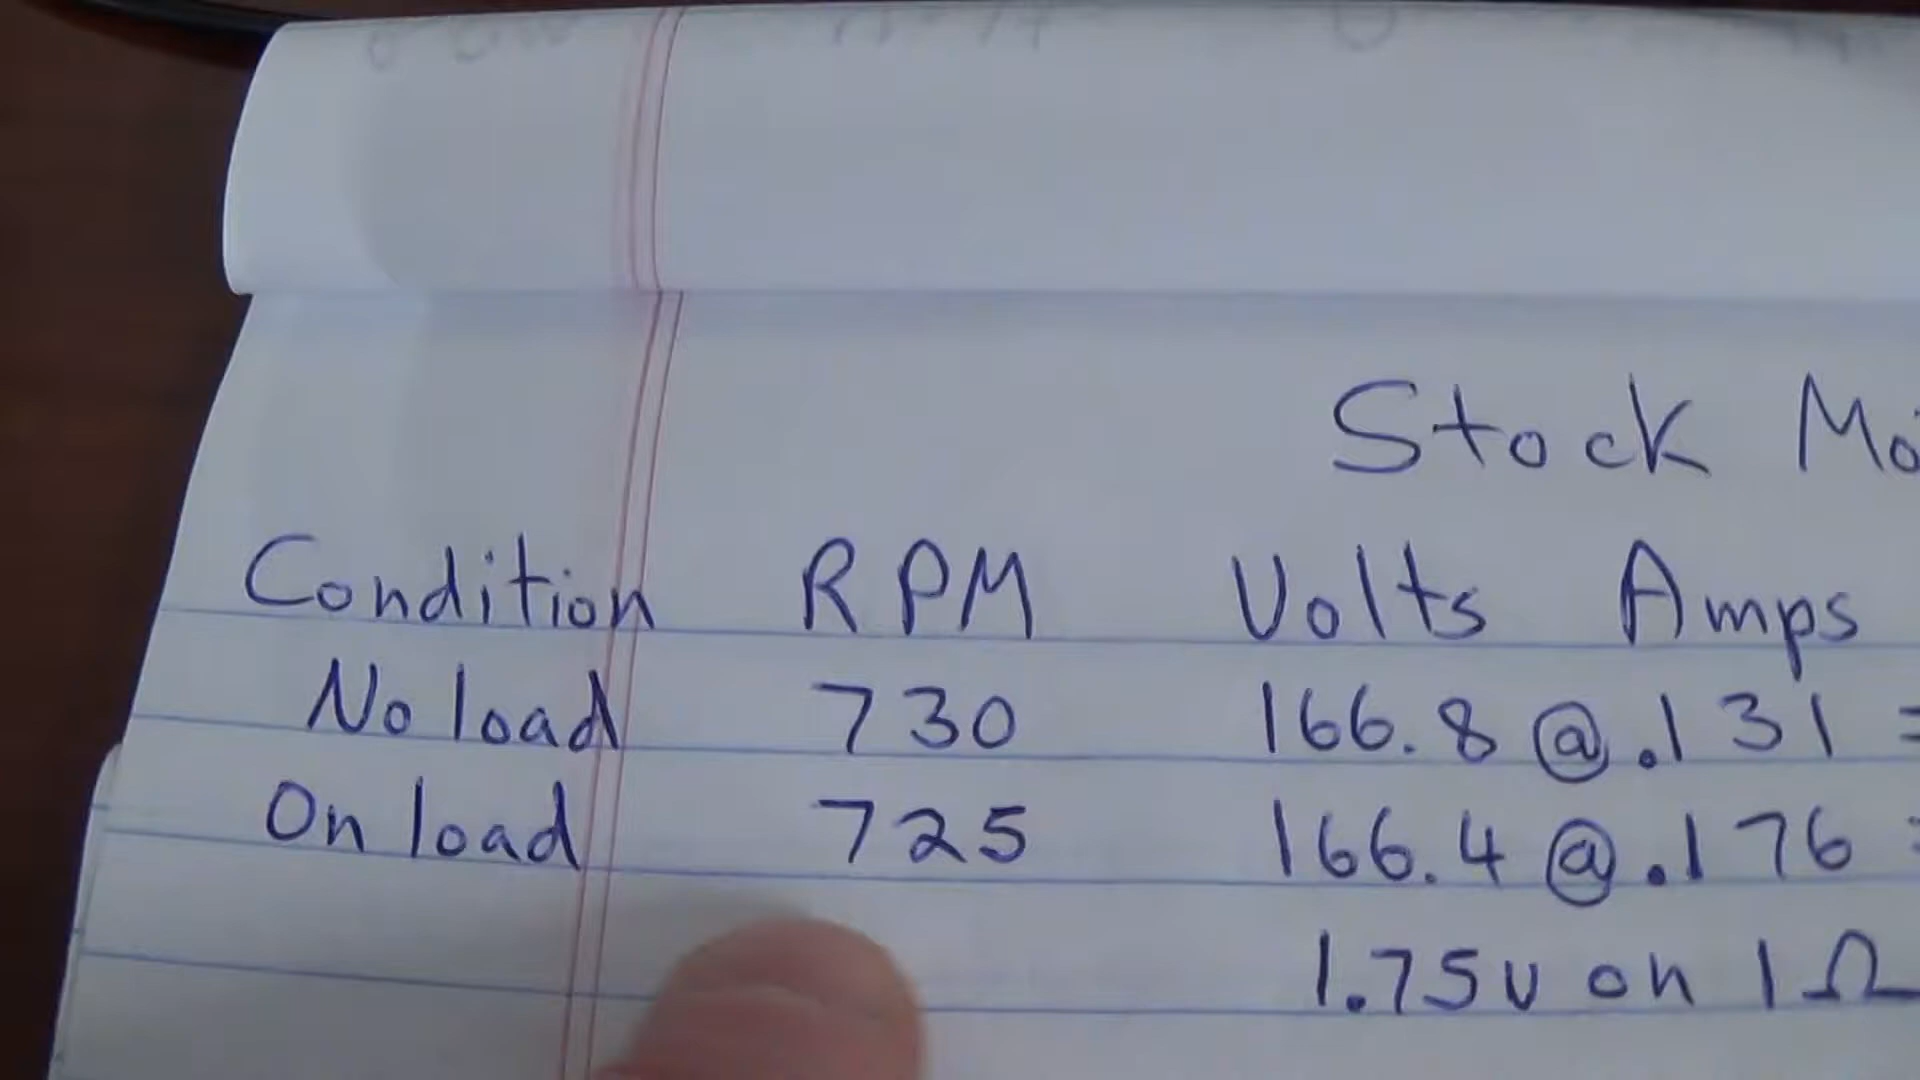 Stock Mo
Condition RPM Volts Amps
No load 730 166.8 @ .131 =
On load 725 166.4 @ .176 =
1.75v on 1Ω